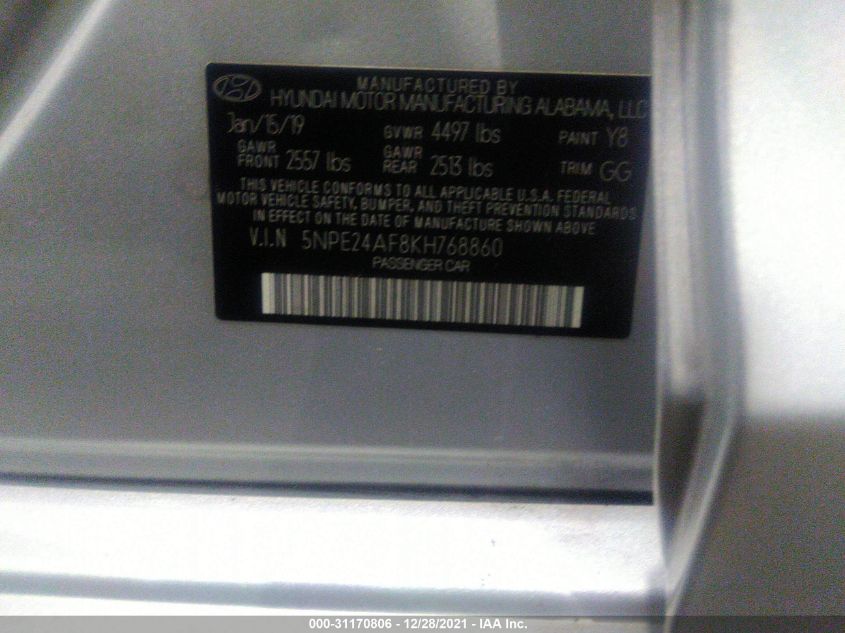 MANUFACTURED BY
HYUNDAI MOTOR MANUFACTURING ALABAMA, LLC
Jan/15/19 GVWR 4497 lbs PAINT Y8
GAWR FRONT 2557 lbs GAWR REAR 2513 lbs TRIM GG
THIS VEHICLE CONFORMS TO ALL APPLICABLE U.S.A. FEDERAL
MOTOR VEHICLE SAFETY, BUMPER, AND THEFT PREVENTION STANDARDS
IN EFFECT ON THE DATE OF MANUFACTURE SHOWN ABOVE
V.I.N 5NPE24AF8KH768860
PASSENGER CAR
000-31170806 - 12/28/2021 - IAA Inc.